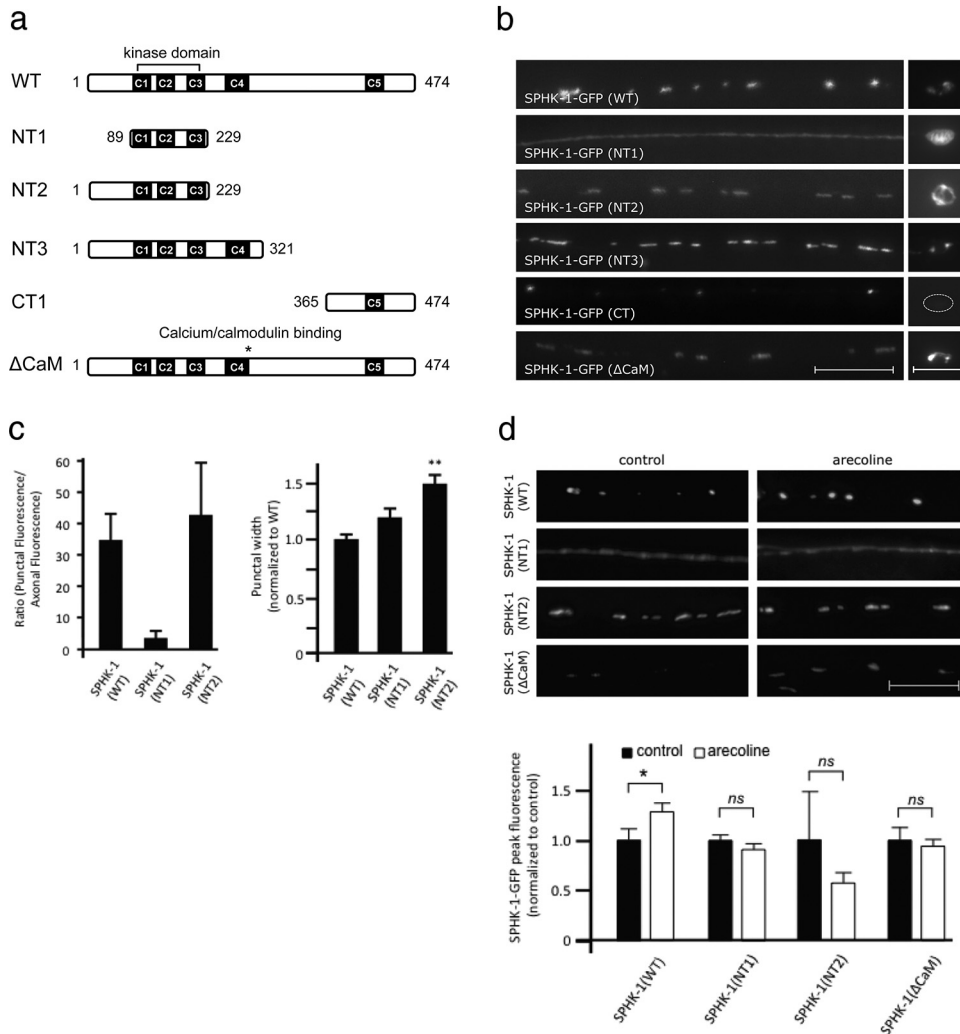 a
kinase domain
WT 1 C1 C2 C3 C4 C5 474
NT1 89 C1 C2 C3 229
NT2 1 C1 C2 C3 229
NT3 1 C1 C2 C3 C4 321
CT1 365 C5 474
Calcium/calmodulin binding
*
ΔCaM 1 C1 C2 C3 C4 C5 474
b
SPHK-1-GFP (WT)
SPHK-1-GFP (NT1)
SPHK-1-GFP (NT2)
SPHK-1-GFP (NT3)
SPHK-1-GFP (CT)
SPHK-1-GFP (ΔCaM)
c
Ratio (Punctal Fluorescence/
Axonal Fluorescence)
60
50
40
30
20
10
0
SPHK-1
(WT)
SPHK-1
(NT1)
SPHK-1
(NT2)
Punctal width
(normalized to WT)
1.5
1.0
0.5
0
**
SPHK-1
(WT)
SPHK-1
(NT1)
SPHK-1
(NT2)
d
control arecoline
SPHK-1
(WT)
SPHK-1
(NT1)
SPHK-1
(NT2)
SPHK-1
(ΔCaM)
SPHK-1-GFP peak fluorescence
(normalized to control)
control arecoline
1.5
1.0
0.5
0
*
ns
ns
ns
SPHK-1(WT)
SPHK-1(NT1)
SPHK-1(NT2)
SPHK-1(ΔCaM)